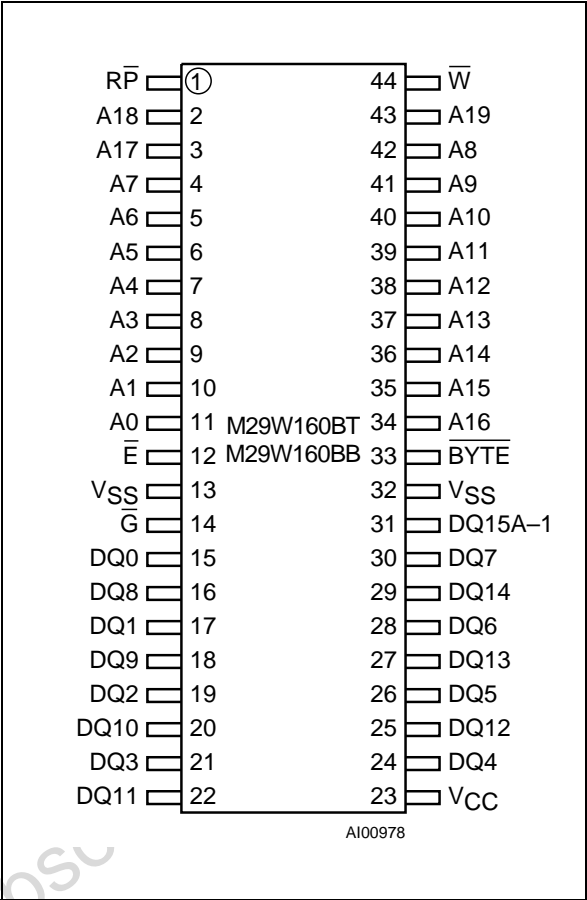 RP̅ 1 44 W̅
A18 2 43 A19
A17 3 42 A8
A7 4 41 A9
A6 5 40 A10
A5 6 39 A11
A4 7 38 A12
A3 8 37 A13
A2 9 36 A14
A1 10 35 A15
A0 11 M29W160BT 34 A16
E̅ 12 M29W160BB 33 B̅Y̅T̅E̅
VSS 13 32 VSS
G̅ 14 31 DQ15A–1
DQ0 15 30 DQ7
DQ8 16 29 DQ14
DQ1 17 28 DQ6
DQ9 18 27 DQ13
DQ2 19 26 DQ5
DQ10 20 25 DQ12
DQ3 21 24 DQ4
DQ11 22 23 VCC
AI00978